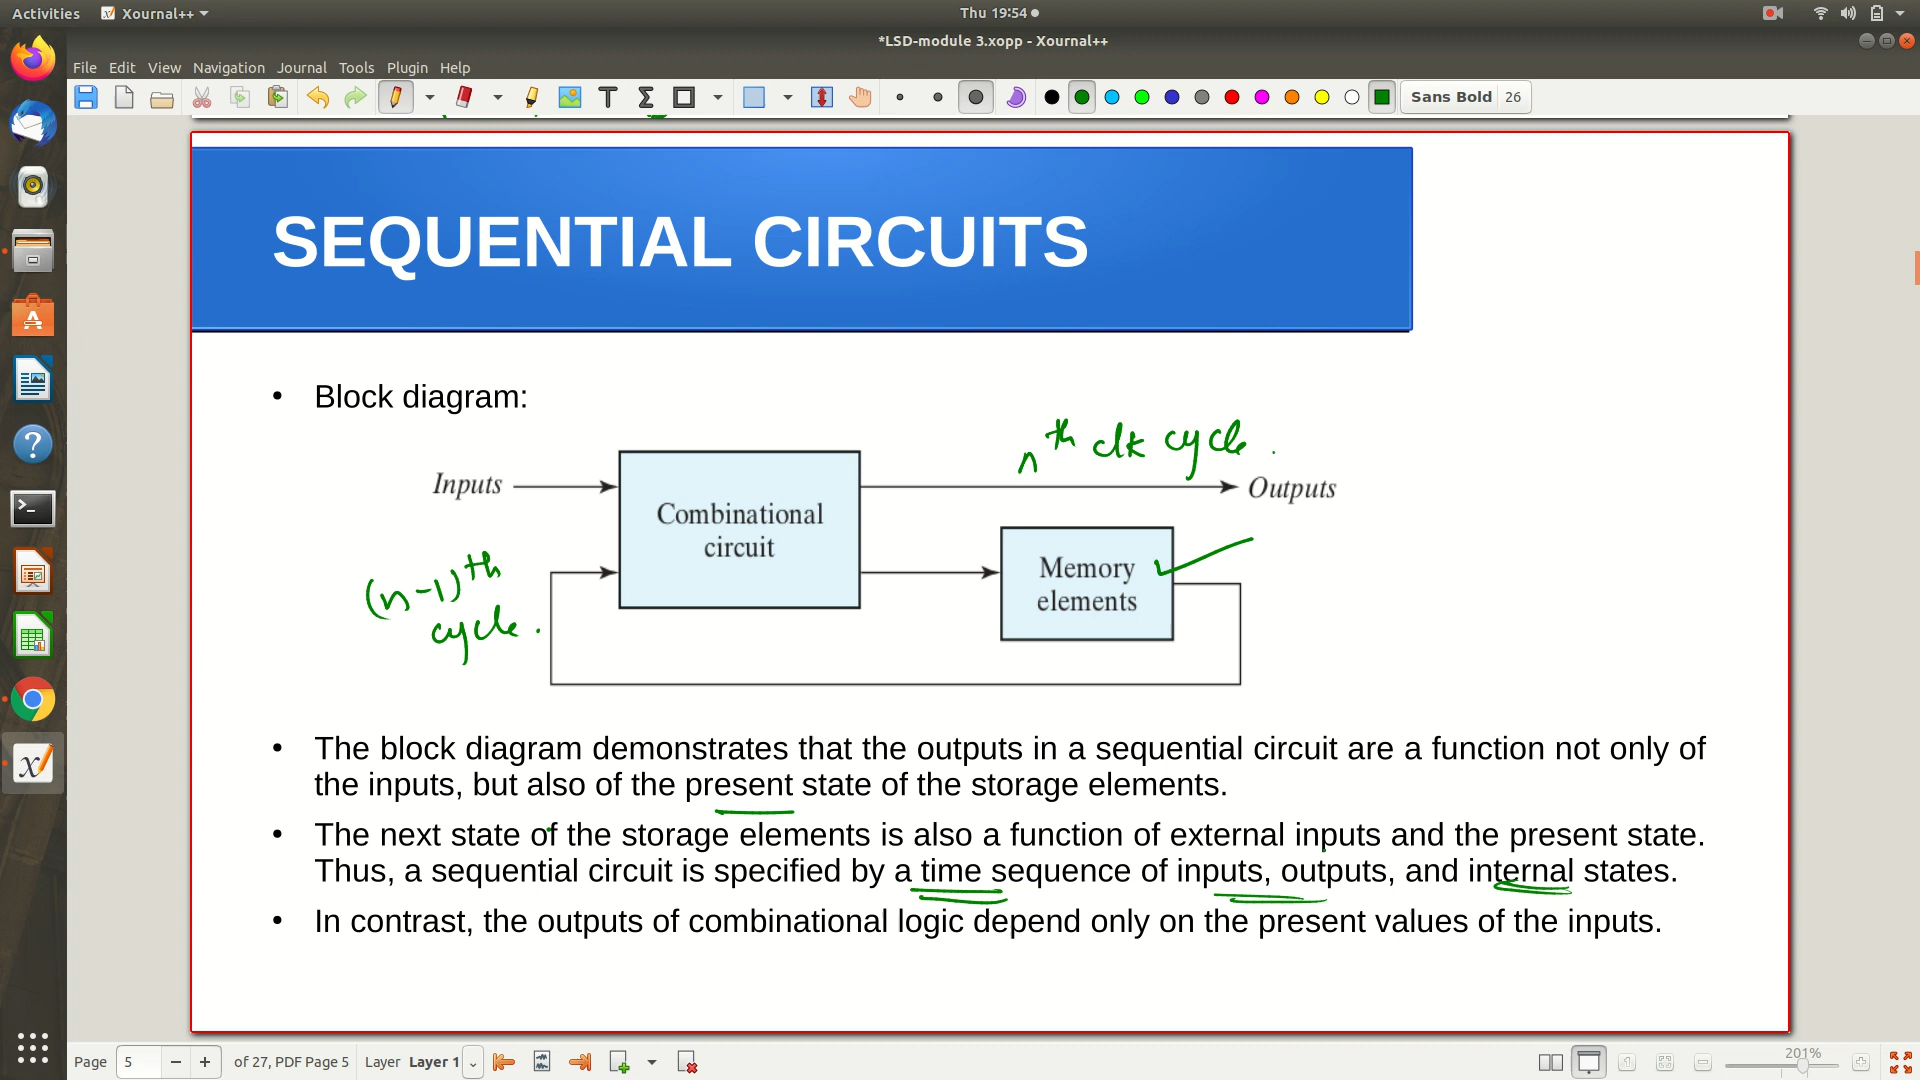 Activities Xournal++ Thu 19:54
*LSD-module 3.xopp - Xournal++
File Edit View Navigation Journal Tools Plugin Help
Sans Bold 26
SEQUENTIAL CIRCUITS
• Block diagram:
nth clk cycle.
Inputs
Outputs
Combinational
circuit
(n-1)th
cycle.
Memory
elements
• The block diagram demonstrates that the outputs in a sequential circuit are a function not only of
the inputs, but also of the present state of the storage elements.
• The next state of the storage elements is also a function of external inputs and the present state.
Thus, a sequential circuit is specified by a time sequence of inputs, outputs, and internal states.
• In contrast, the outputs of combinational logic depend only on the present values of the inputs.
Page 5 of 27, PDF Page 5 Layer Layer 1 201%